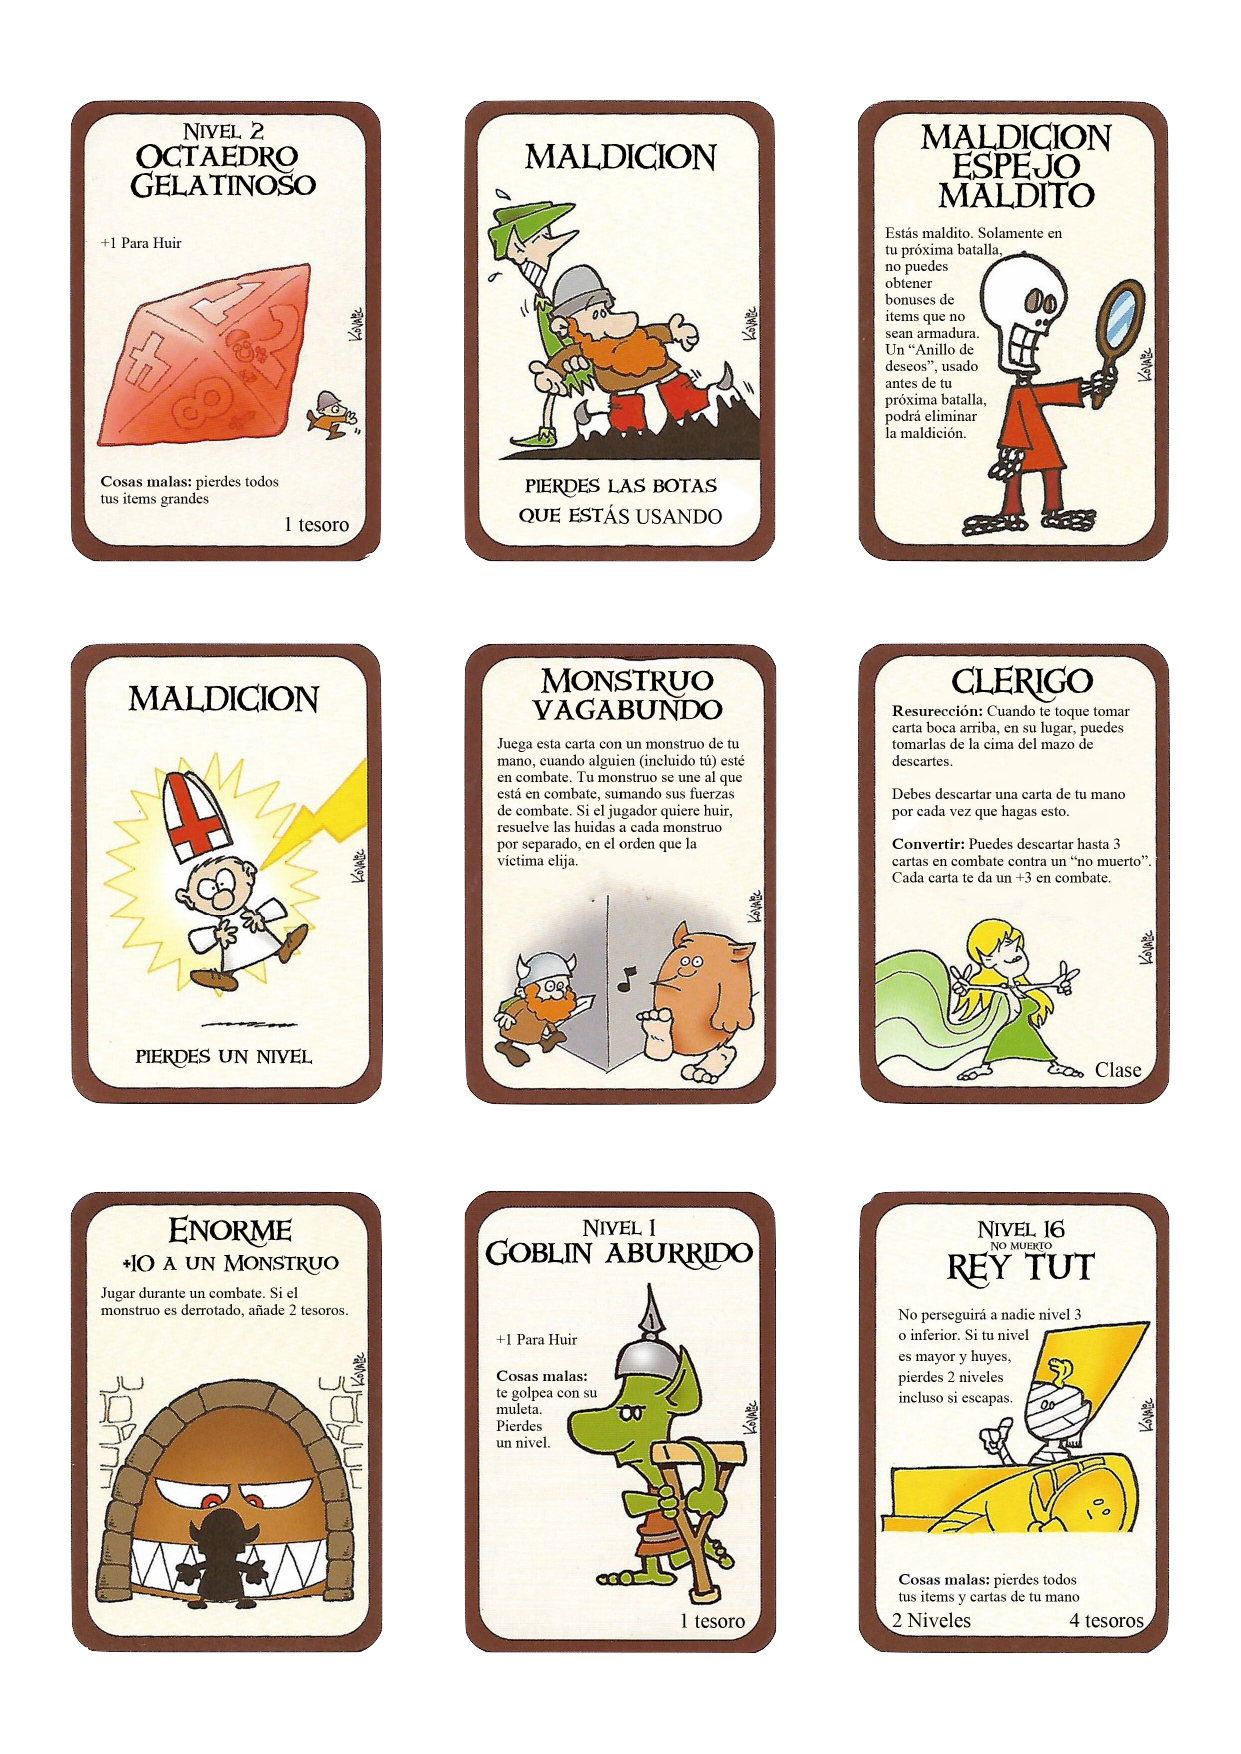 NIVEL 2
OCTAEDRO
GELATINOSO
+1 Para Huir
KOVALIC
Cosas malas: pierdes todos
tus items grandes
1 tesoro
MALDICION
KOVALIC
PIERDES LAS BOTAS
QUE ESTÁS USANDO
MALDICION
ESPEJO
MALDITO
Estás maldito. Solamente en
tu próxima batalla,
no puedes
obtener
bonuses de
items que no
sean armadura.
Un “Anillo de
deseos”, usado
antes de tu
próxima batalla,
podrá eliminar
la maldición.
KOVALIC
MALDICION
KOVALIC
PIERDES UN NIVEL
MONSTRUO
VAGABUNDO
Juega esta carta con un monstruo de tu
mano, cuando alguien (incluido tú) esté
en combate. Tu monstruo se une al que
está en combate, sumando sus fuerzas
de combate. Si el jugador quiere huir,
resuelve las huidas a cada monstruo
por separado, en el orden que la
víctima elija.
KOVALIC
CLERIGO
Resurección: Cuando te toque tomar
carta boca arriba, en su lugar, puedes
tomarlas de la cima del mazo de
descartes.
Debes descartar una carta de tu mano
por cada vez que hagas esto.
Convertir: Puedes descartar hasta 3
cartas en combate contra un “no muerto”.
Cada carta te da un +3 en combate.
KOVALIC
Clase
ENORME
+10 A UN MONSTRUO
Jugar durante un combate. Si el
monstruo es derrotado, añade 2 tesoros.
KOVALIC
NIVEL 1
GOBLIN ABURRIDO
+1 Para Huir
Cosas malas:
te golpea con su
muleta.
Pierdes
un nivel.
KOVALIC
1 tesoro
NIVEL 16
NO MUERTO
REY TUT
No perseguirá a nadie nivel 3
o inferior. Si tu nivel
es mayor y huyes,
pierdes 2 niveles
incluso si escapas.
KOVALIC
Cosas malas: pierdes todos
tus items y cartas de tu mano
2 Niveles
4 tesoros